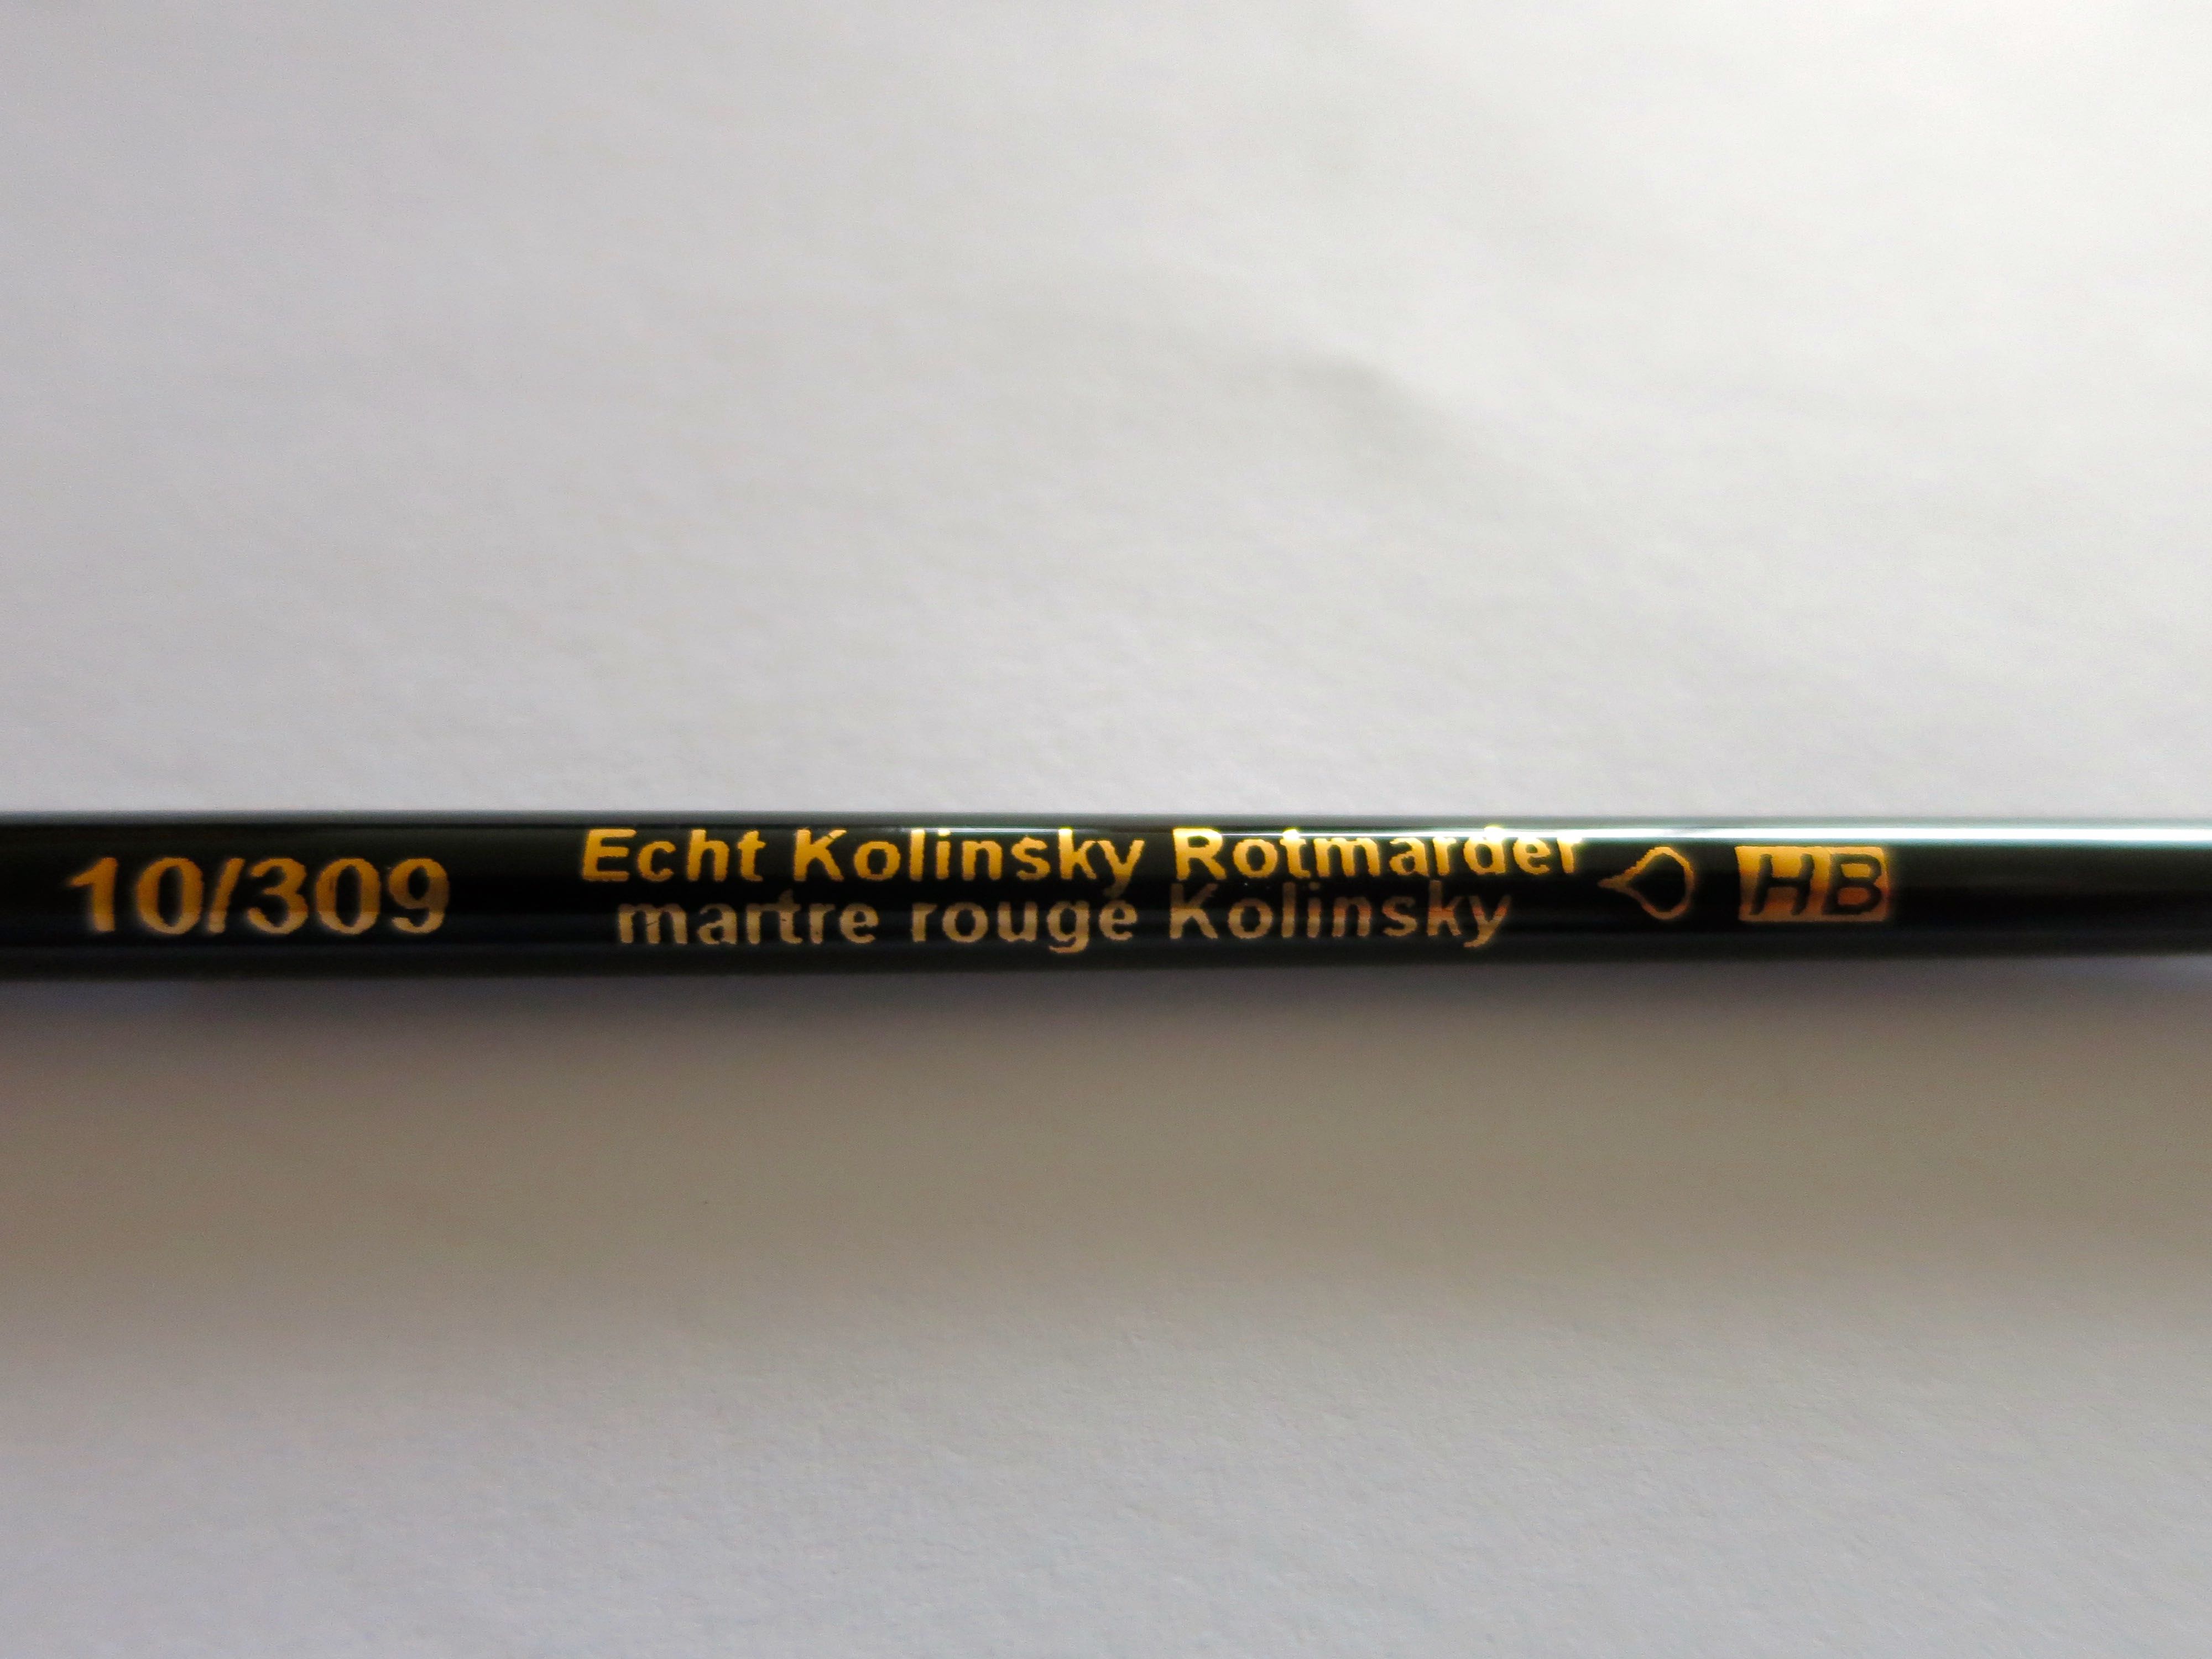 10/309 Echt Kolinsky Rotmarder HB
martre rouge Kolinsky